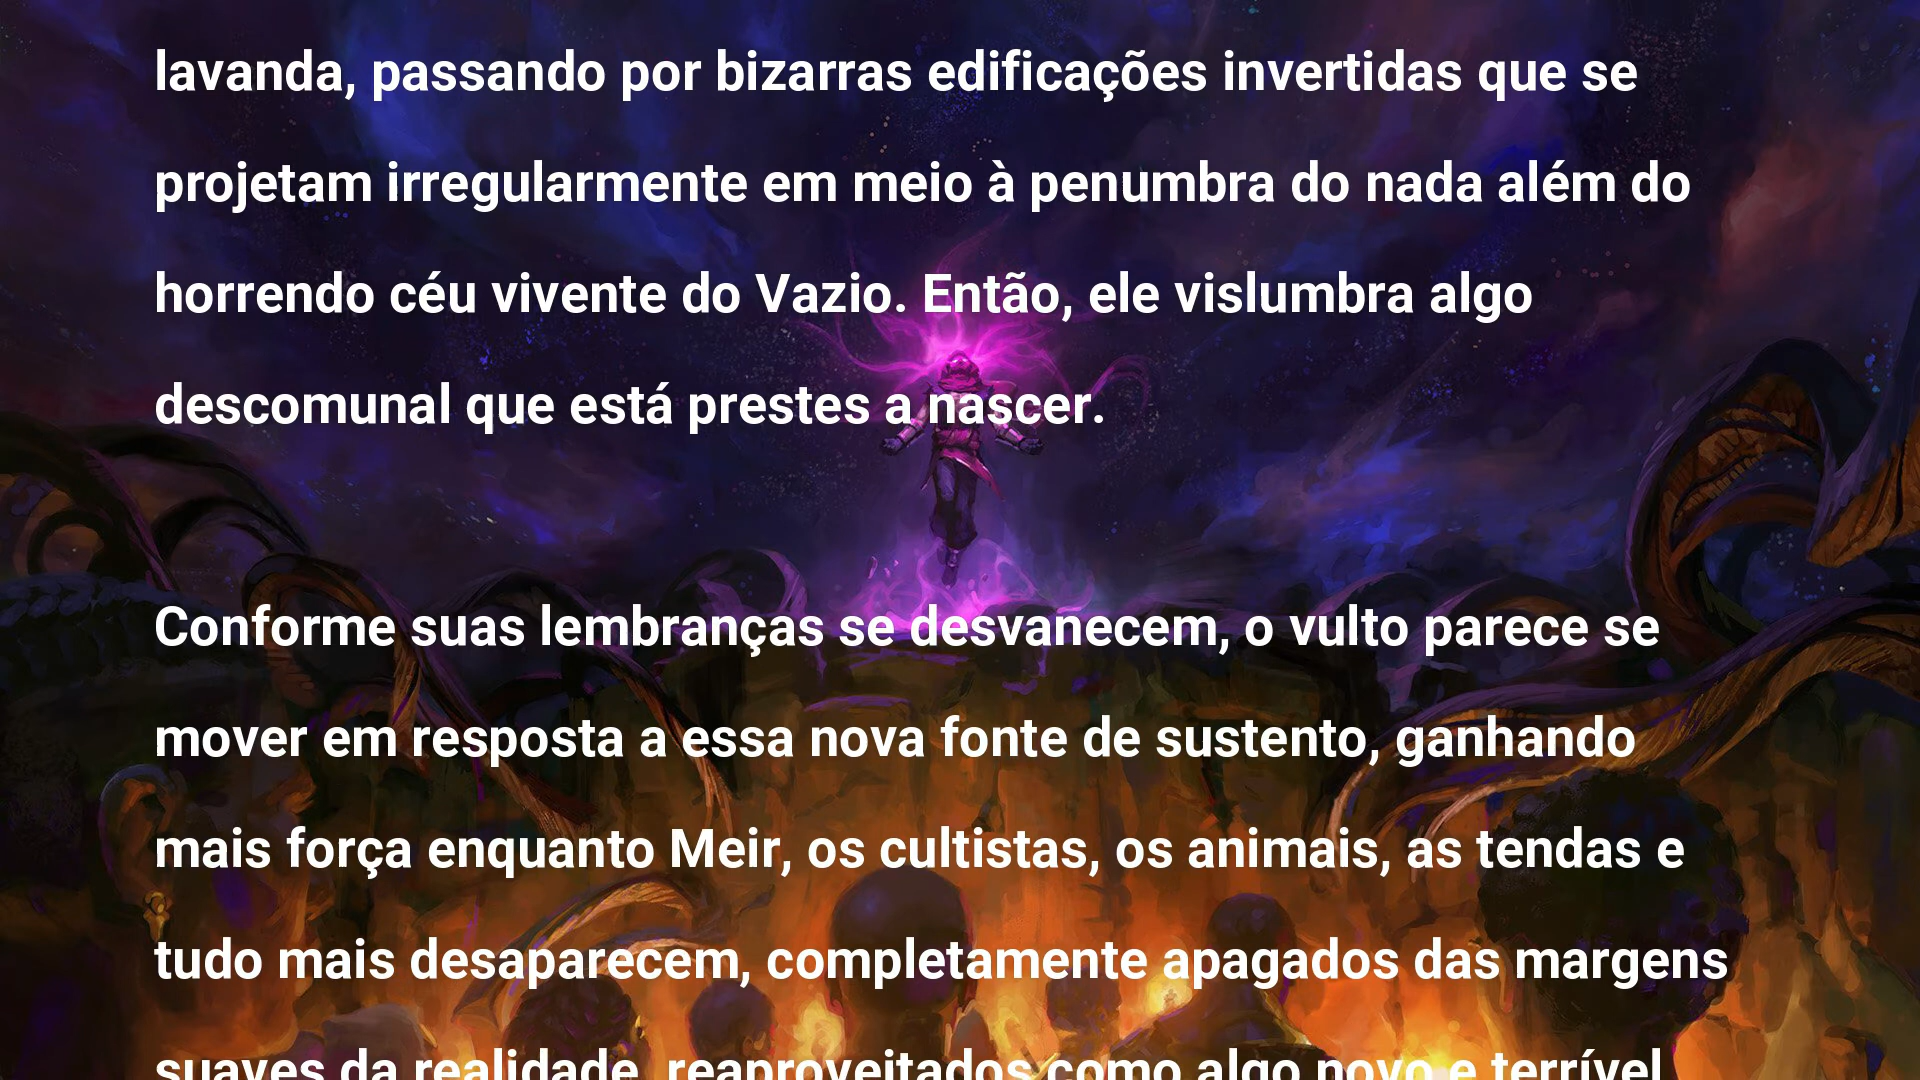 lavanda, passando por bizarras edificações invertidas que se
projetam irregularmente em meio à penumbra do nada além do
horrendo céu vivente do Vazio. Então, ele vislumbra algo
descomunal que está prestes a nascer.
Conforme suas lembranças se desvanecem, o vulto parece se
mover em resposta a essa nova fonte de sustento, ganhando
mais força enquanto Meir, os cultistas, os animais, as tendas e
tudo mais desaparecem, completamente apagados das margens
suaves da realidade, reaproveitados como algo novo e terrível